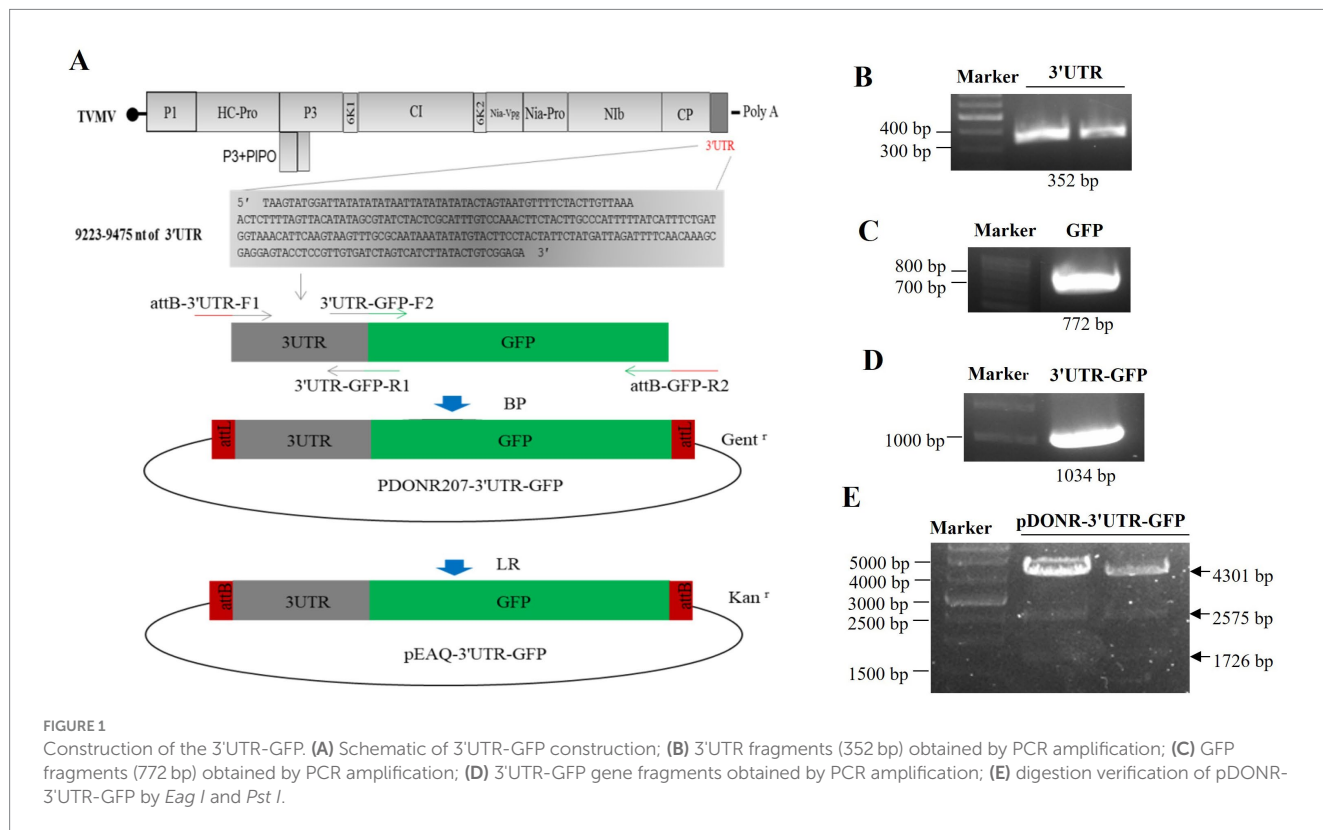 A
TVMV
P1
HC-Pro
P3
6K1
CI
6K2
Nia-Vpg
Nia-Pro
NIb
CP
Poly A
P3+PIPO
3'UTR
9223-9475 nt of 3'UTR
5′ TAAGTATGGATTATATATATAATTATATATATACTAGTAATGTTTTCTACTTGTTAAA
ACTCTTTTAGTTACATATAGCGTATCTACTCGCATTTGTCCAAACTTCTACTTGCCCATTTTTATCATTTCTGAT
GGTAAACATTCAAGTAAGTTTGCGCAATAAATATATGTACTTCCTACTATTCTATGATTAGATTTTCAACAAAGC
GAGGAGTACCTCCGTTGTGATCTAGTCATCTTATACTGTCGGAGA 3′
attB-3'UTR-F1
3'UTR-GFP-F2
3UTR
GFP
3'UTR-GFP-R1
attB-GFP-R2
BP
attL
3UTR
GFP
attL
Gent r
PDONR207-3'UTR-GFP
LR
attB
3UTR
GFP
attB
Kan r
pEAQ-3'UTR-GFP
B
Marker
3'UTR
400 bp
300 bp
352 bp
C
Marker
GFP
800 bp
700 bp
772 bp
D
Marker
3'UTR-GFP
1000 bp
1034 bp
E
Marker
pDONR-3'UTR-GFP
5000 bp
4000 bp
3000 bp
2500 bp
1500 bp
4301 bp
2575 bp
1726 bp
FIGURE 1
Construction of the 3'UTR-GFP. (A) Schematic of 3'UTR-GFP construction; (B) 3'UTR fragments (352 bp) obtained by PCR amplification; (C) GFP
fragments (772 bp) obtained by PCR amplification; (D) 3'UTR-GFP gene fragments obtained by PCR amplification; (E) digestion verification of pDONR-
3'UTR-GFP by Eag I and Pst I.